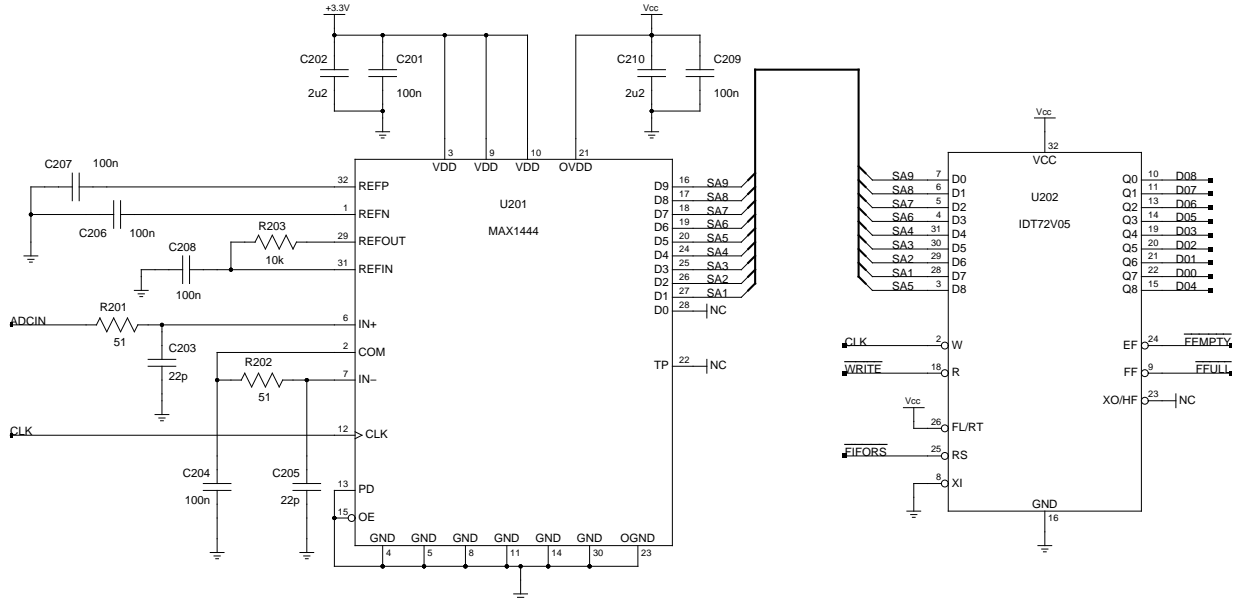 +3.3V
Vcc
C202
C201
C210
C209
2u2
100n
2u2
100n
Vcc
C207
100n
3
9
10
21
VDD
VDD
VDD
OVDD
32
VCC
32
REFP
D9
16
SA9
SA9
7
D0
Q0
10
D08
D8
17
SA8
SA8
6
D1
Q1
11
D07
1
REFN
U201
D7
18
SA7
SA7
5
D2
U202
Q2
13
D06
C206
100n
R203
MAX1444
D6
19
SA6
SA6
4
D3
IDT72V05
Q3
14
D05
29
REFOUT
D5
20
SA5
SA4
31
D4
Q4
19
D03
C208
10k
D4
24
SA4
SA3
30
D5
Q5
20
D02
31
REFIN
D3
25
SA3
SA2
29
D6
Q6
21
D01
100n
D2
26
SA2
SA1
28
D7
Q7
22
D00
D1
27
SA1
SA5
3
D8
Q8
15
D04
D0
28
NC
R201
ADCIN
51
6
IN+
C203
22p
2
COM
R202
51
7
IN−
TP
22
NC
CLK
2
W
EF
24
FEMPTY
WRITE
18
R
FF
9
FFULL
XO/HF
23
NC
Vcc
26
FL/RT
CLK
12
CLK
FIFORS
25
RS
C204
100n
C205
22p
13
PD
8
XI
15
OE
GND
16
GND
GND
GND
GND
GND
GND
OGND
4
5
8
11
14
30
23